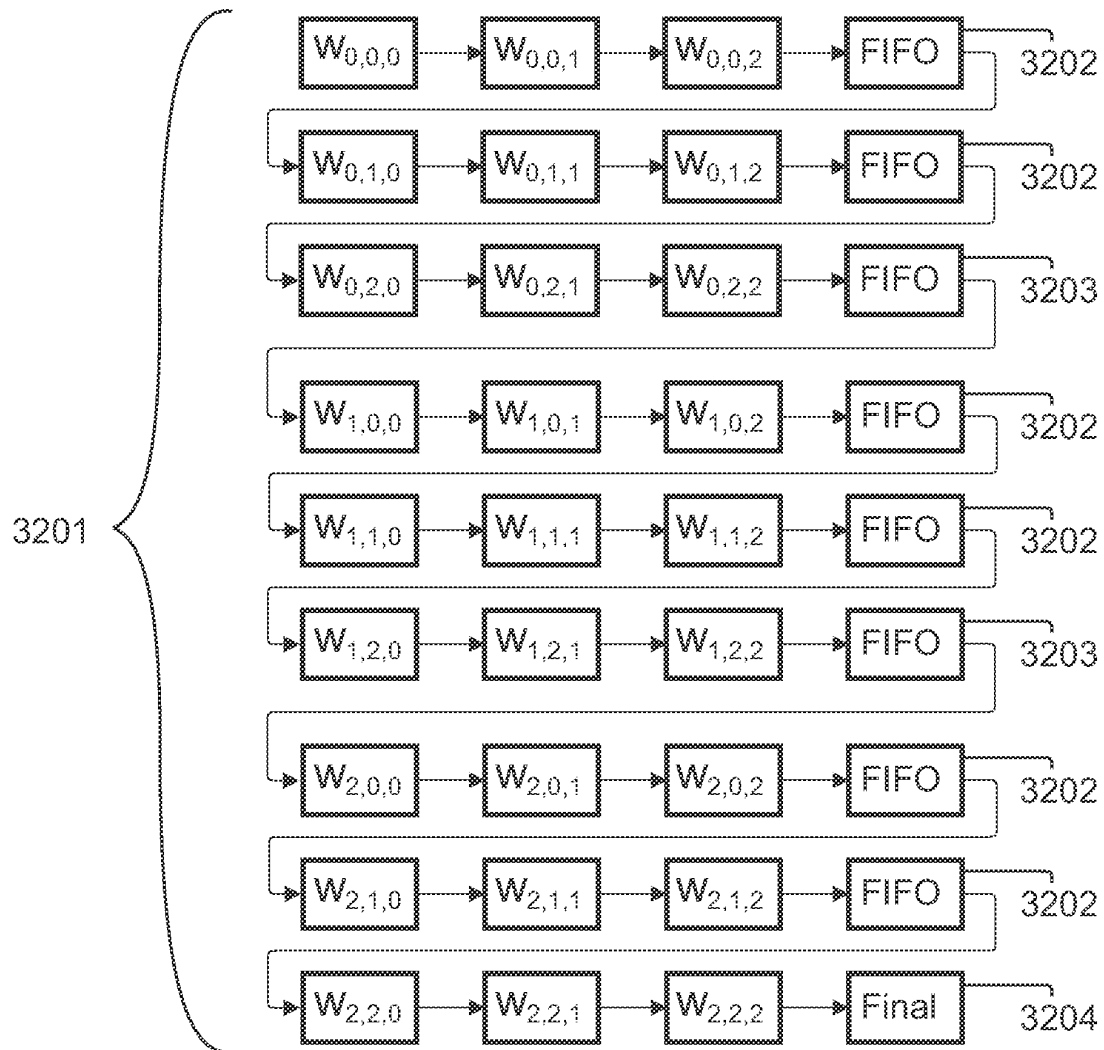 W0,0,0 W0,0,1 W0,0,2 FIFO 3202
W0,1,0 W0,1,1 W0,1,2 FIFO 3202
W0,2,0 W0,2,1 W0,2,2 FIFO 3203
W1,0,0 W1,0,1 W1,0,2 FIFO 3202
3201 W1,1,0 W1,1,1 W1,1,2 FIFO 3202
W1,2,0 W1,2,1 W1,2,2 FIFO 3203
W2,0,0 W2,0,1 W2,0,2 FIFO 3202
W2,1,0 W2,1,1 W2,1,2 FIFO 3202
W2,2,0 W2,2,1 W2,2,2 Final 3204